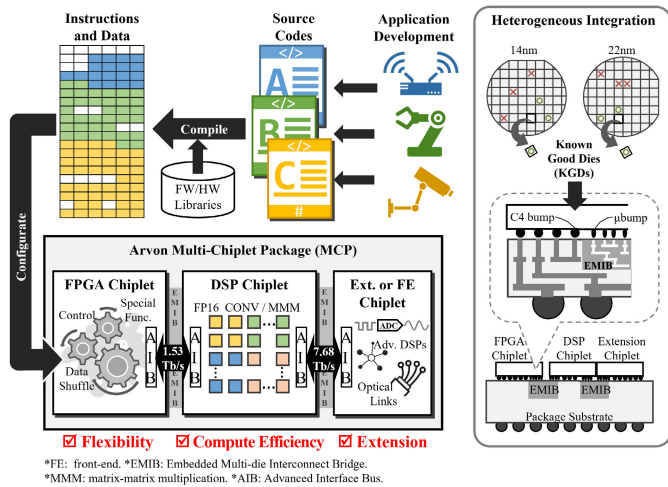 Instructions
and Data
Source
Codes
Application
Development
</>
A
</>
B
</>
C
#
Compile
FW/HW
Libraries
Configurate
Arvon Multi-Chiplet Package (MCP)
FPGA Chiplet
Control
Special
Func.
Data
Shuffle
AIB
EMIB
EMIB
1.53
Tb/s
DSP Chiplet
FP16 CONV / MMM
AIB
AIB
EMIB
EMIB
7.68
Tb/s
Ext. or FE
Chiplet
AIB
ADC
Adv. DSPs
Optical
Links
Flexibility
Compute Efficiency
Extension
*FE: front-end. *EMIB: Embedded Multi-die Interconnect Bridge.
*MMM: matrix-matrix multiplication. *AIB: Advanced Interface Bus.
Heterogeneous Integration
14nm
22nm
Known
Good Dies
(KGDs)
C4 bump
μbump
EMIB
FPGA
Chiplet
DSP
Chiplet
Extension
Chiplet
EMIB
EMIB
Package Substrate